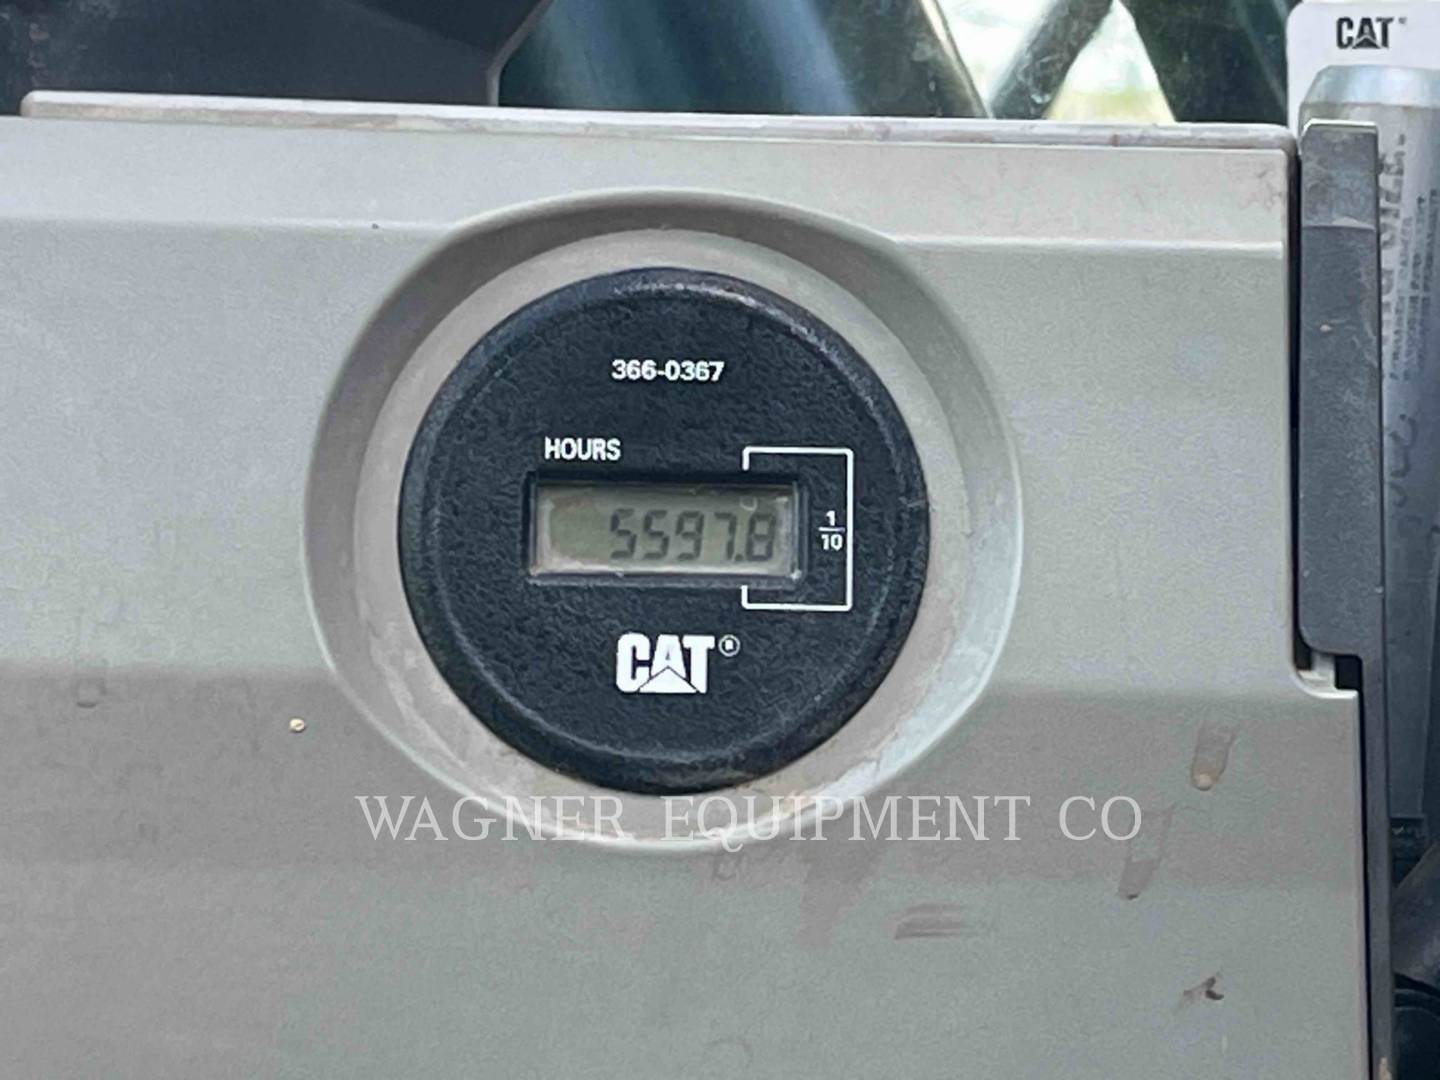 CAT®
366-0367
HOURS
5597.8
1
10
CAT®
WAGNER EQUIPMENT CO